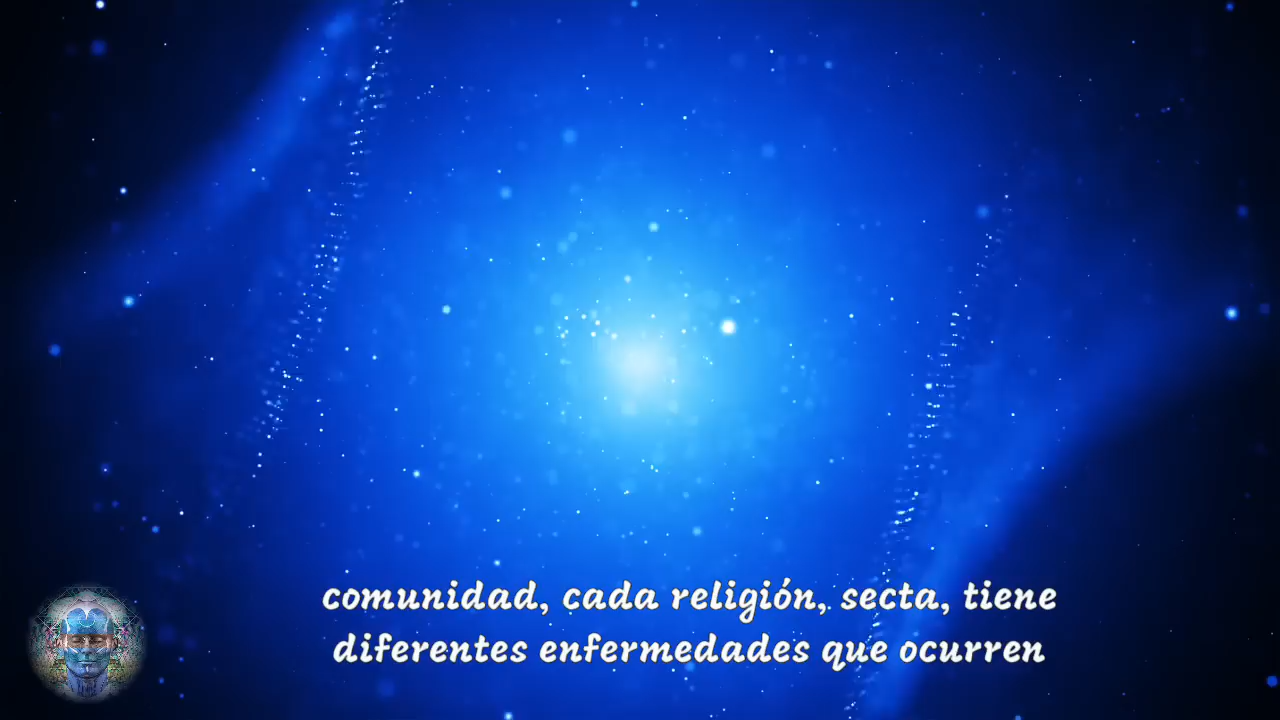 comunidad, cada religión, secta, tiene
diferentes enfermedades que ocurren